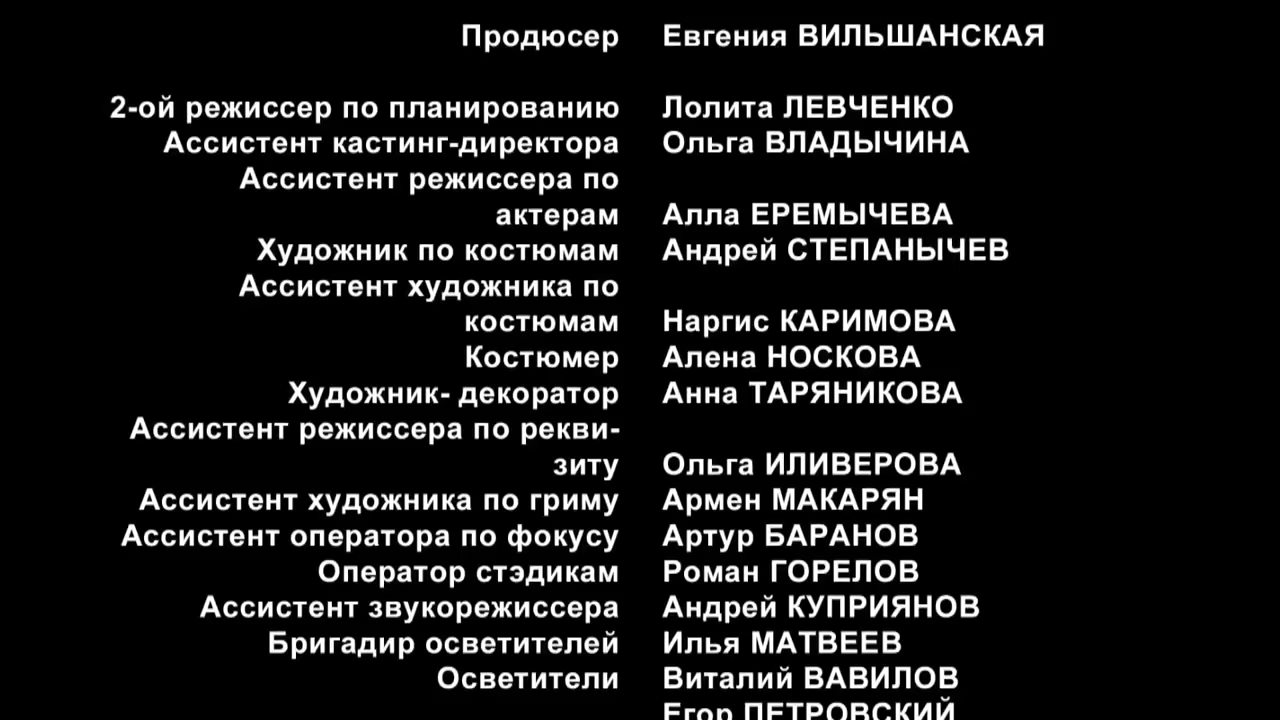 Продюсер Евгения ВИЛЬШАНСКАЯ
2-ой режиссер по планированию Лолита ЛЕВЧЕНКО
Ассистент кастинг-директора Ольга ВЛАДЫЧИНА
Ассистент режиссера по
актерам Алла ЕРЕМЫЧЕВА
Художник по костюмам Андрей СТЕПАНЫЧЕВ
Ассистент художника по
костюмам Наргис КАРИМОВА
Костюмер Алена НОСКОВА
Художник- декоратор Анна ТАРЯНИКОВА
Ассистент режиссера по рекви-
зиту Ольга ИЛИВЕРОВА
Ассистент художника по гриму Армен МАКАРЯН
Ассистент оператора по фокусу Артур БАРАНОВ
Оператор стэдикам Роман ГОРЕЛОВ
Ассистент звукорежиссера Андрей КУПРИЯНОВ
Бригадир осветителей Илья МАТВЕЕВ
Осветители Виталий ВАВИЛОВ
Егор ПЕТРОВСКИЙ